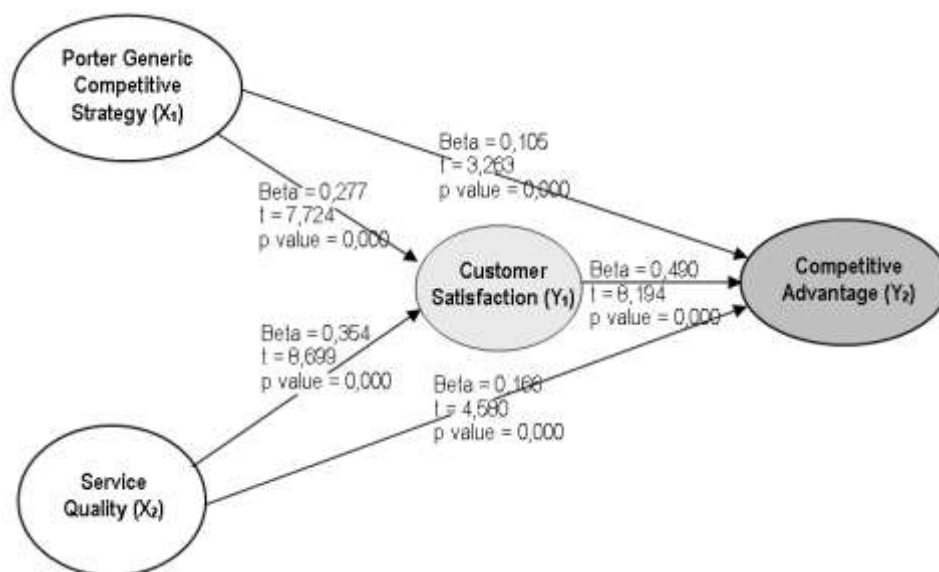 Porter Generic
Competitive
Strategy (X₁)
Beta = 0,105
t = 3,263
p value = 0,000
Beta = 0,277
t = 7,724
p value = 0,000
Customer
Satisfaction (Y₁)
Beta = 0,490
t = 8,194
p value = 0,000
Competitive
Advantage (Y₂)
Beta = 0,354
t = 8,699
p value = 0,000
Beta = 0,166
t = 4,580
p value = 0,000
Service
Quality (X₂)